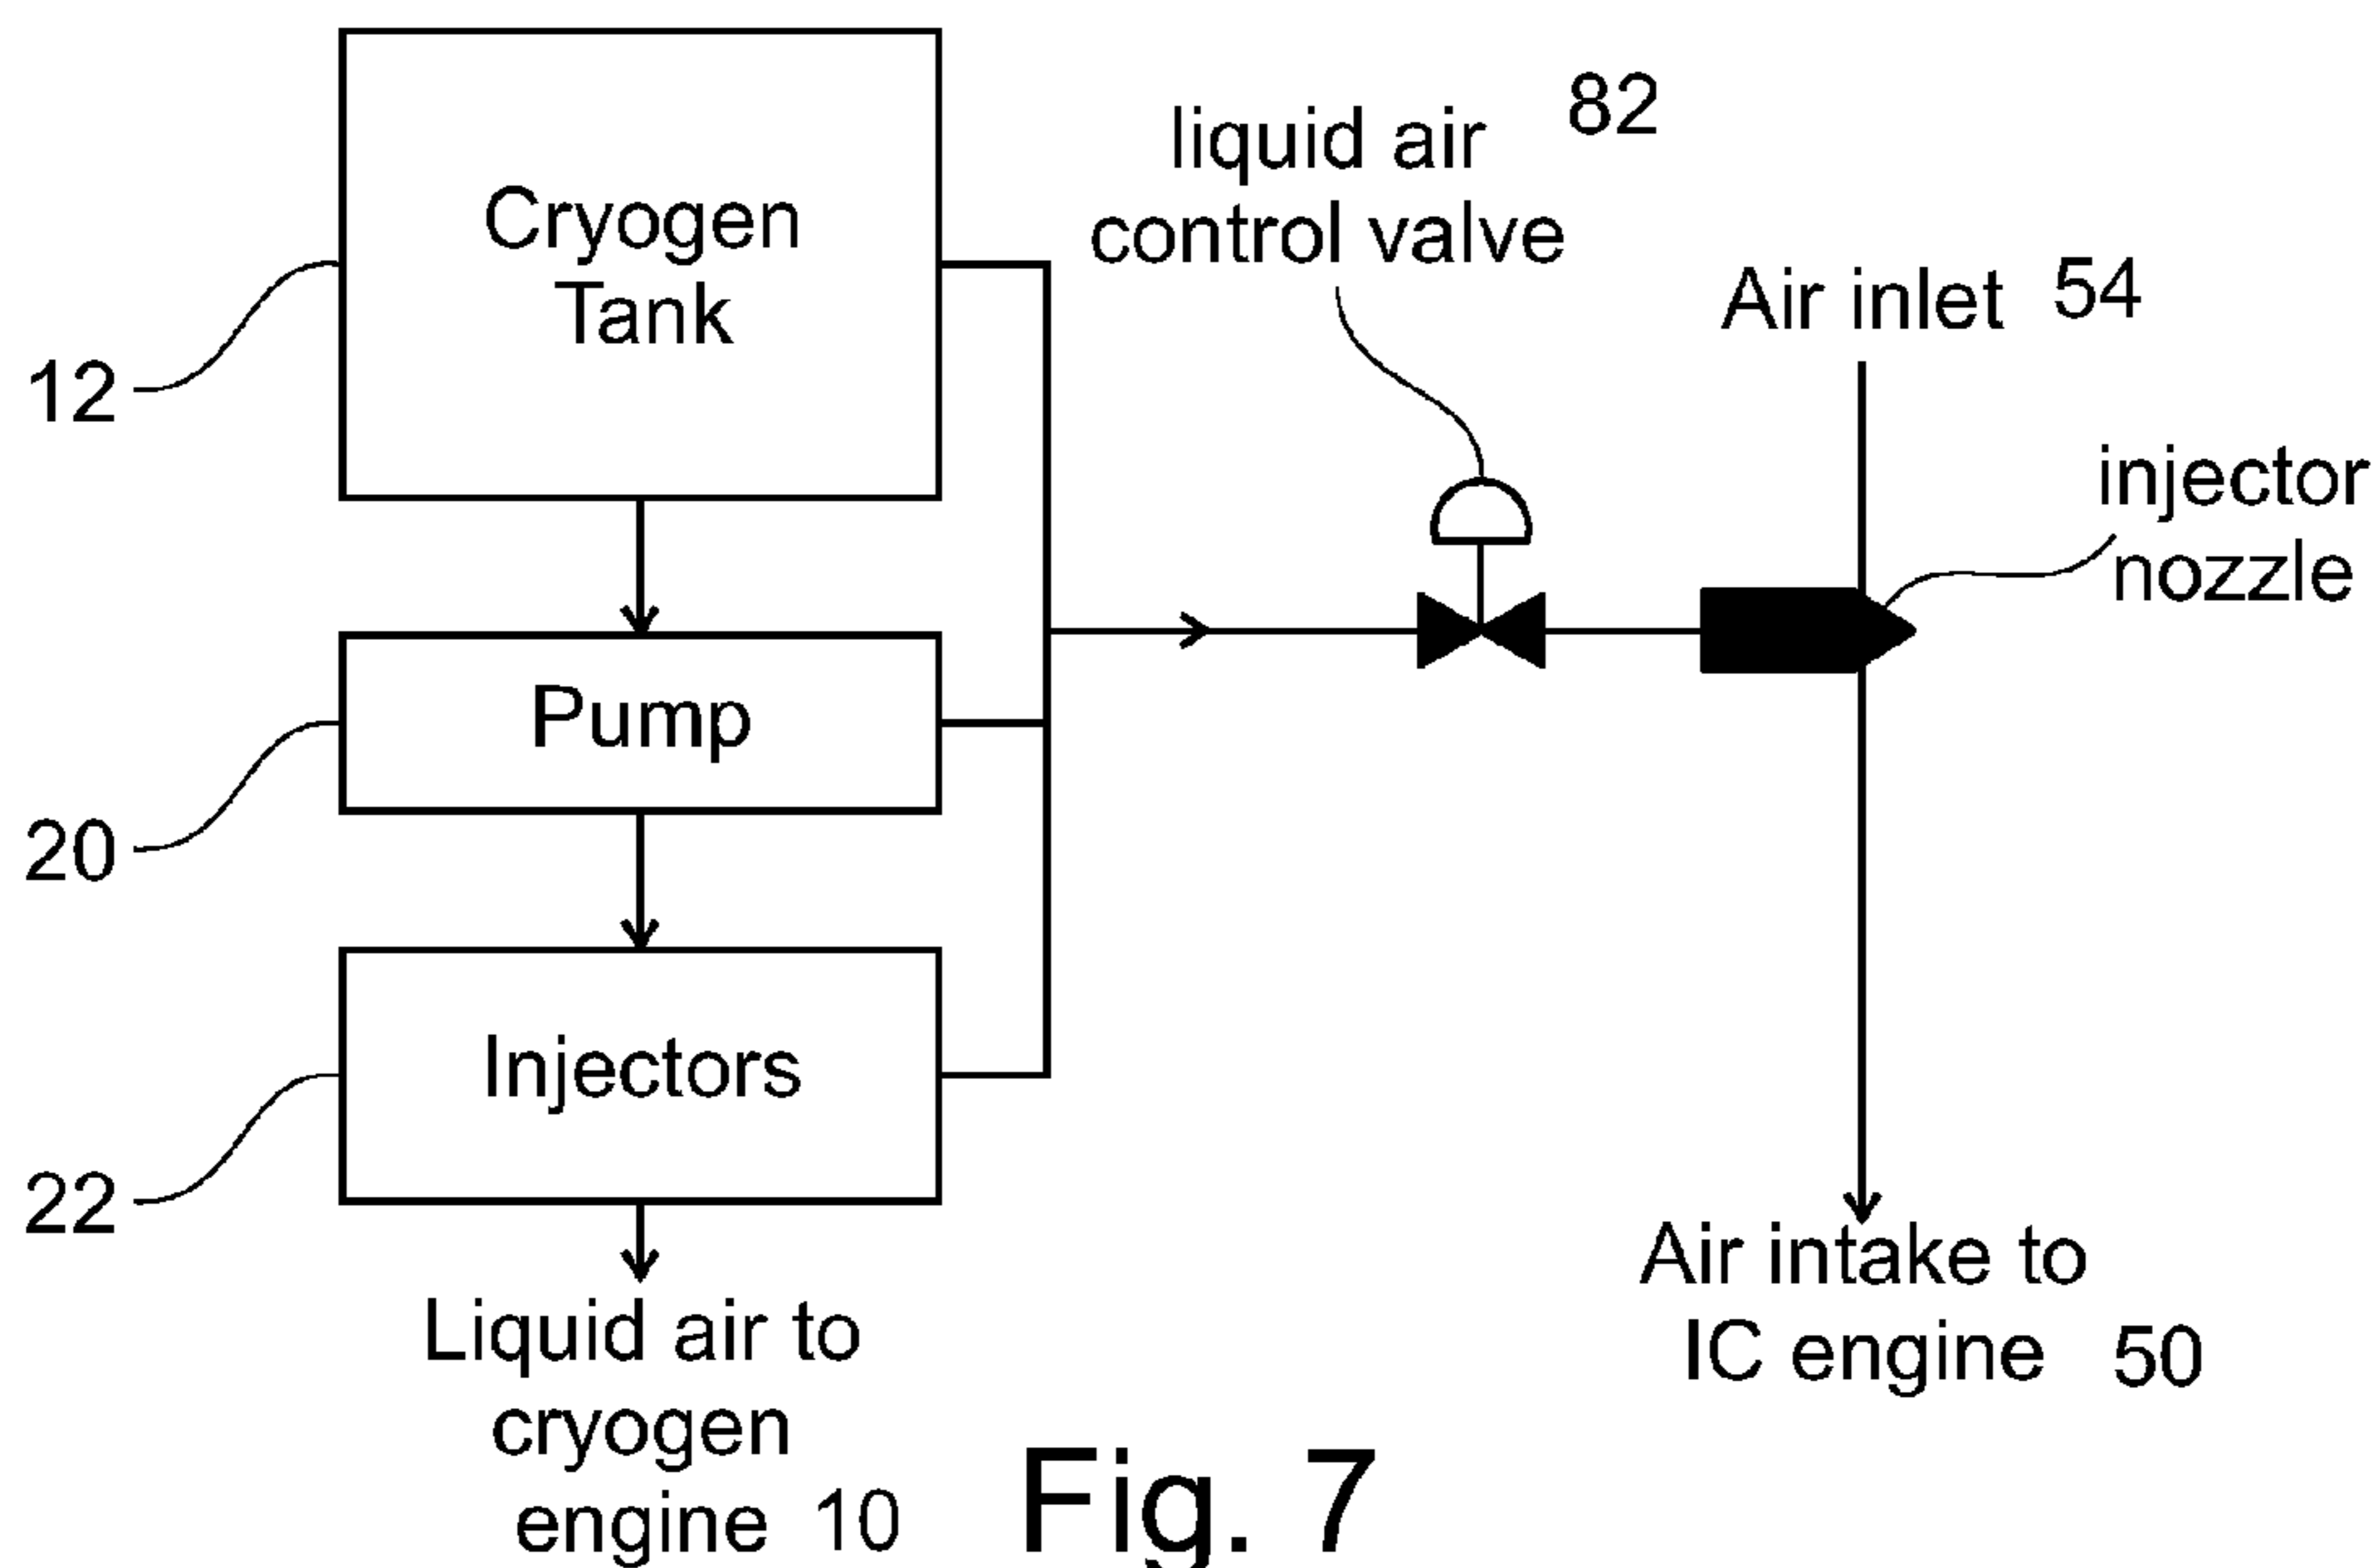 Cryogen
Tank
12
Pump
20
Injectors
22
Liquid air to
cryogen
engine 10
liquid air 82
control valve
Air inlet 54
injector
nozzle
Air intake to
IC engine 50
Fig. 7